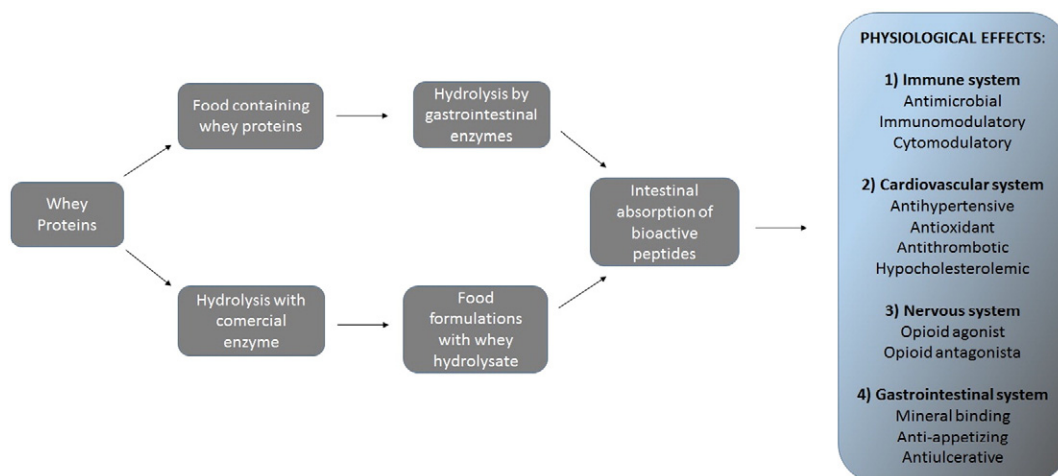 Whey
Proteins
Food containing
whey proteins
Hydrolysis by
gastrointestinal
enzymes
Hydrolysis with
comercial
enzyme
Food
formulations
with whey
hydrolysate
Intestinal
absorption of
bioactive
peptides
PHYSIOLOGICAL EFFECTS:
1) Immune system
Antimicrobial
Immunomodulatory
Cytomodulatory
2) Cardiovascular system
Antihypertensive
Antioxidant
Antithrombotic
Hypocholesterolemic
3) Nervous system
Opioid agonist
Opioid antagonista
4) Gastrointestinal system
Mineral binding
Anti-appetizing
Antiulcerative